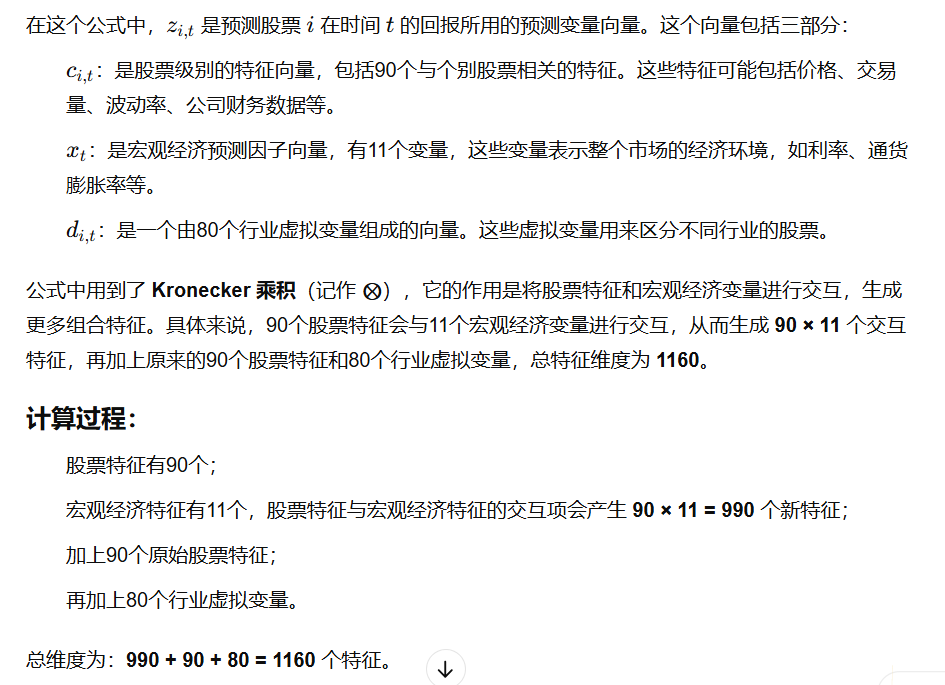 在这个公式中，z_{i,t} 是预测股票 i 在时间 t 的回报所用的预测变量向量。这个向量包括三部分：
c_{i,t}：是股票级别的特征向量，包括90个与个别股票相关的特征。这些特征可能包括价格、交易
量、波动率、公司财务数据等。
x_t：是宏观经济预测因子向量，有11个变量，这些变量表示整个市场的经济环境，如利率、通货
膨胀率等。
d_{i,t}：是一个由80个行业虚拟变量组成的向量。这些虚拟变量用来区分不同行业的股票。
公式中用到了 Kronecker 乘积（记作 ⊗），它的作用是将股票特征和宏观经济变量进行交互，生成
更多组合特征。具体来说，90个股票特征会与11个宏观经济变量进行交互，从而生成 90 × 11 个交互
特征，再加上原来的90个股票特征和80个行业虚拟变量，总特征维度为 1160。
计算过程：
股票特征有90个；
宏观经济特征有11个，股票特征与宏观经济特征的交互项会产生 90 × 11 = 990 个新特征；
加上90个原始股票特征；
再加上80个行业虚拟变量。
总维度为：990 + 90 + 80 = 1160 个特征。